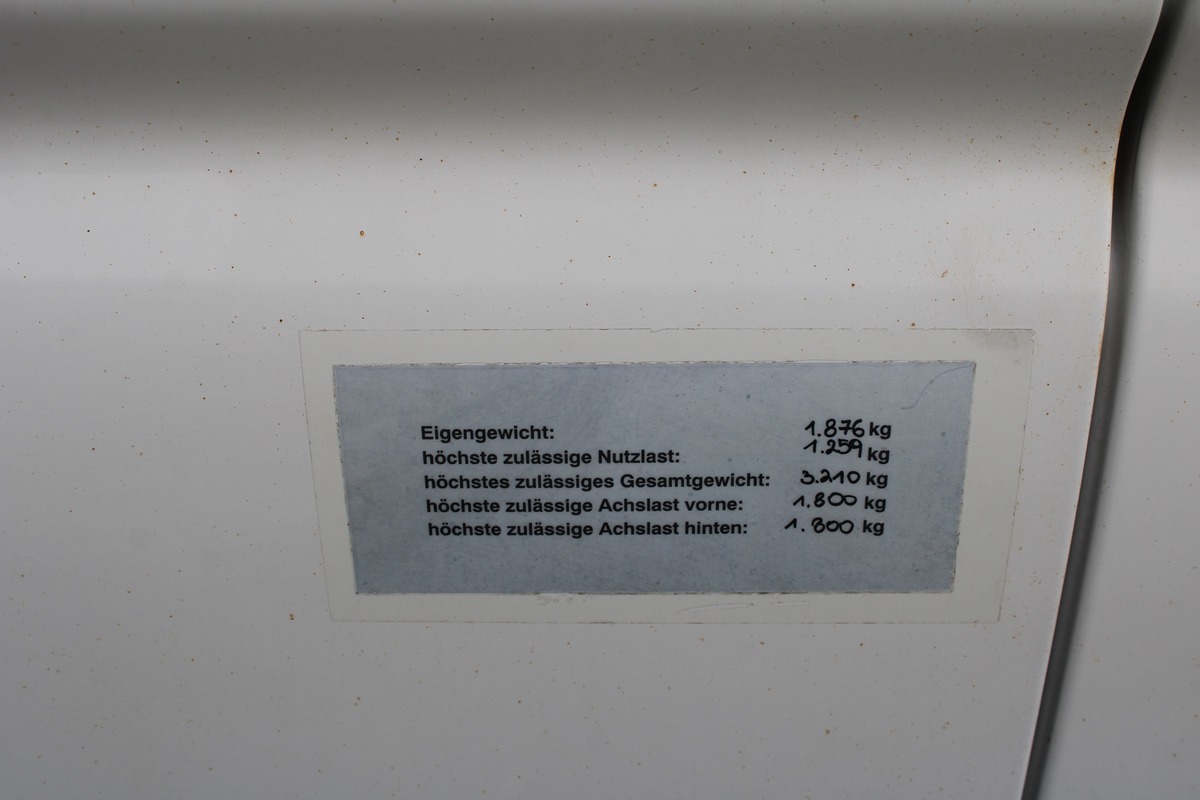 Eigengewicht: 1.876 kg
höchste zulässige Nutzlast: 1.259 kg
höchstes zulässiges Gesamtgewicht: 3.210 kg
höchste zulässige Achslast vorne: 1.800 kg
höchste zulässige Achslast hinten: 1.800 kg